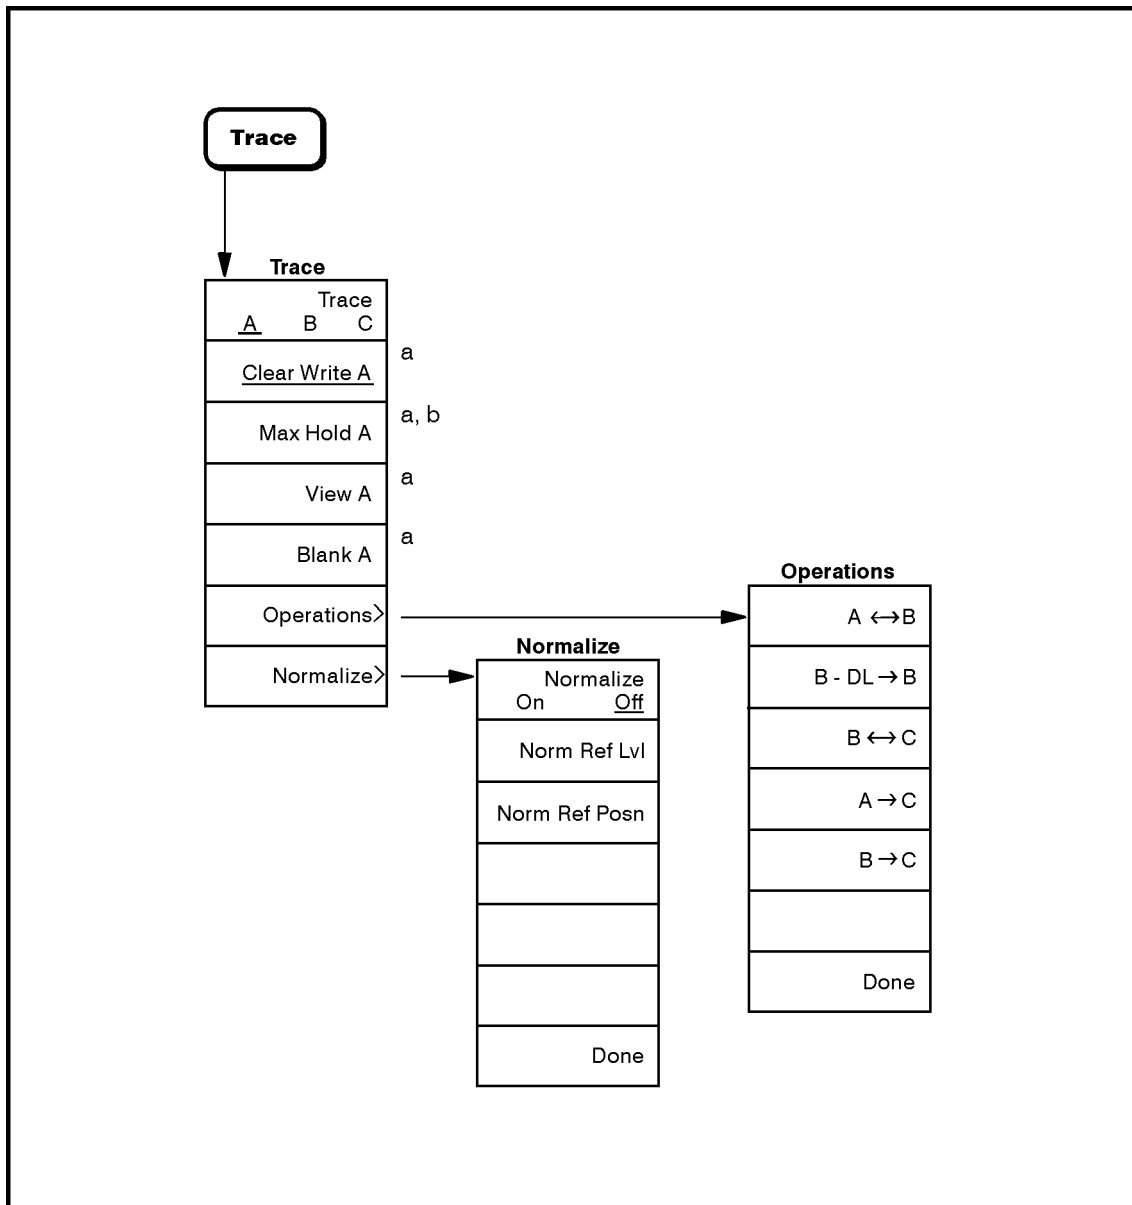 Trace
Trace
Trace
A B C
Clear Write A
a
Max Hold A
a, b
View A
a
Blank A
a
Operations>
Normalize>
Normalize
Normalize
On Off
Norm Ref Lvl
Norm Ref Posn
Done
Operations
A ↔ B
B - DL → B
B ↔ C
A → C
B → C
Done